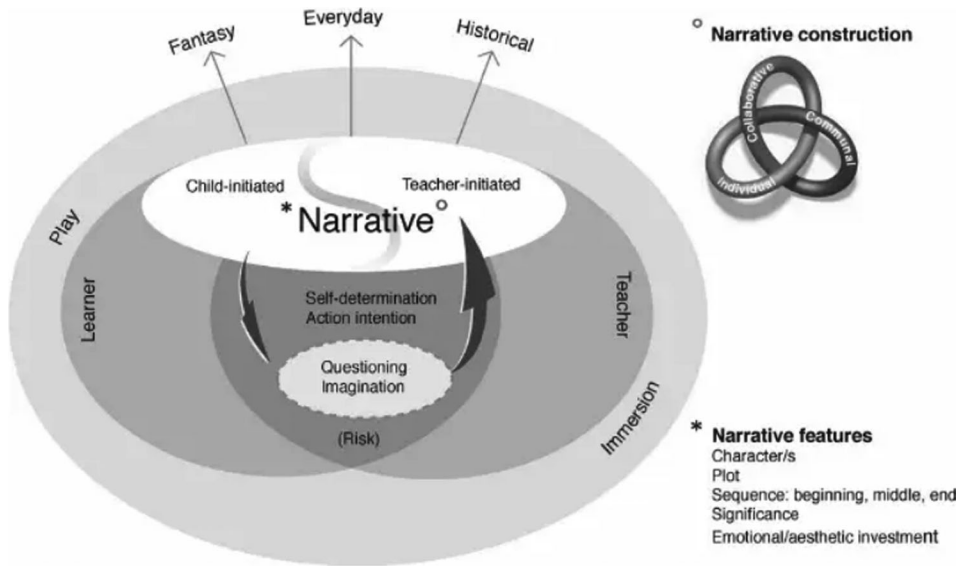 Fantasy
Everyday
Historical
° Narrative construction
Collaborative
Communal
Individual
Child-initiated
Teacher-initiated
* Narrative °
Play
Learner
Teacher
Self-determination
Action intention
Questioning
Imagination
(Risk)
Immersion
* Narrative features
Character/s
Plot
Sequence: beginning, middle, end
Significance
Emotional/aesthetic investment